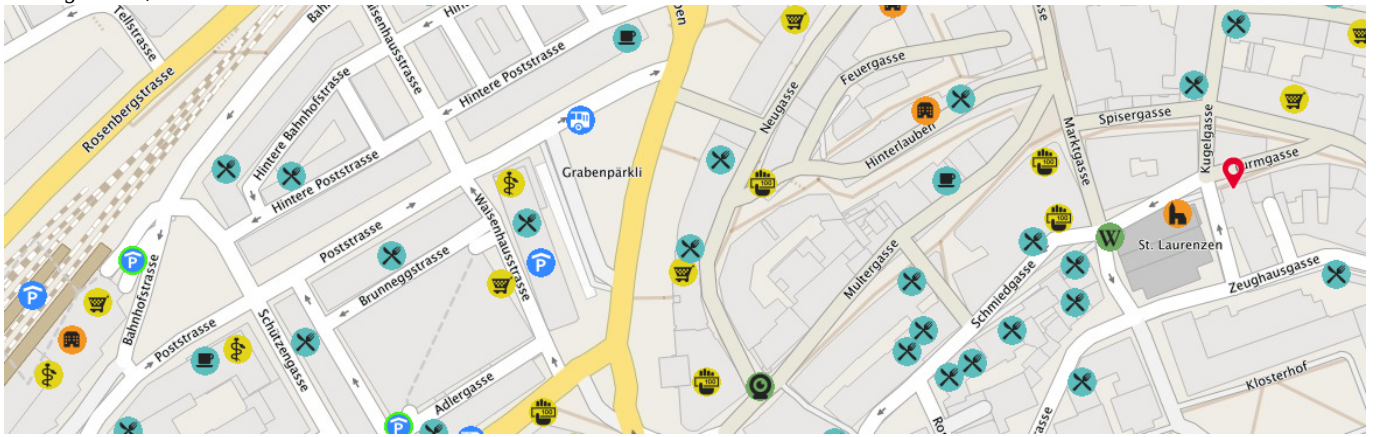 Tellstrasse
Rosenbergstrasse
Hintere Bahnhofstrasse
Waisenhausstrasse
Hintere Poststrasse
Hintere Poststrasse
Poststrasse
Brunneggstrasse
Waisenhausstrasse
Grabenpärkli
Bahnhofstrasse
Poststrasse
Schützengasse
Adlergasse
Neugasse
Feuergasse
Hinterlauben
Multergasse
Marktgasse
Spisergasse
Kugelgasse
St. Laurenzen
Schmiedgasse
Zeughausgasse
Klosterhof
W
P
P
P
P
100
100
100
100
100